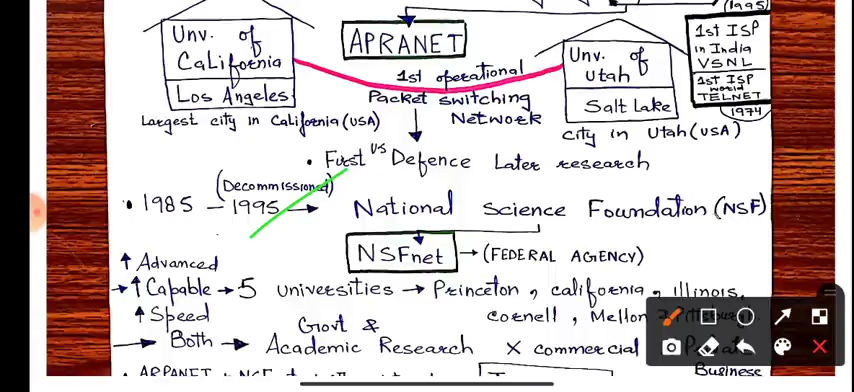 (1995)
Unv. of
California
Los Angeles
Largest city in California (USA)
APRANET
1st operational
Packet switching
Network
Unv. of
Utah
Salt Lake
city in Utah (USA)
1st ISP
in India
VSNL
1st ISP
world
TELNET
1974
• First US Defence Later research
(Decommissioned)
• 1985 – 1995 → National Science Foundation (NSF)
NSFnet → (FEDERAL AGENCY)
↑ Advanced
→ ↑ Capable → 5 universities → Princeton, california, Illinois,
↑ Speed
cornell, Mellon &
→ Both → Govt &
Academic Research X commercial
Business